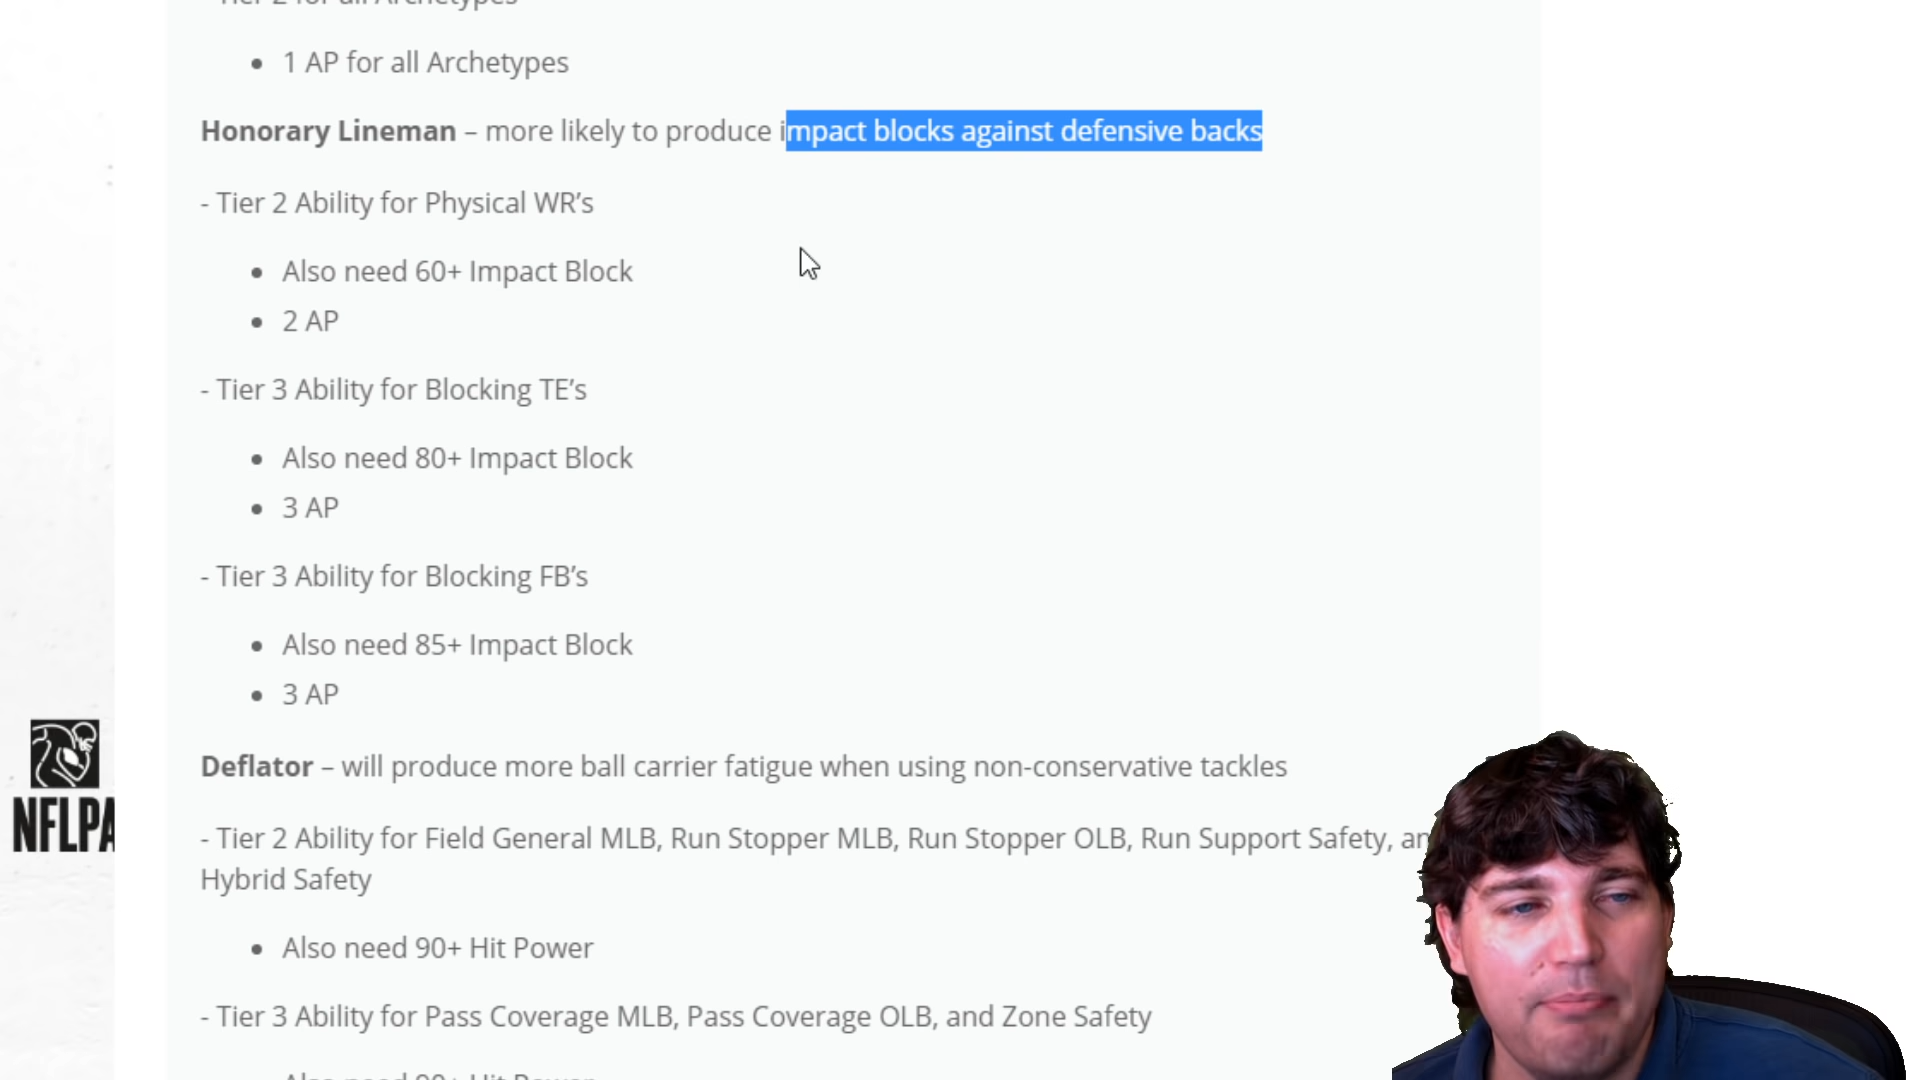 1 AP for all Archetypes
Honorary Lineman – more likely to produce impact blocks against defensive backs
- Tier 2 Ability for Physical WR’s
Also need 60+ Impact Block
2 AP
- Tier 3 Ability for Blocking TE’s
Also need 80+ Impact Block
3 AP
- Tier 3 Ability for Blocking FB’s
Also need 85+ Impact Block
3 AP
Deflator – will produce more ball carrier fatigue when using non-conservative tackles
- Tier 2 Ability for Field General MLB, Run Stopper MLB, Run Stopper OLB, Run Support Safety,
Hybrid Safety
Also need 90+ Hit Power
- Tier 3 Ability for Pass Coverage MLB, Pass Coverage OLB, and Zone Safety
NFLPA